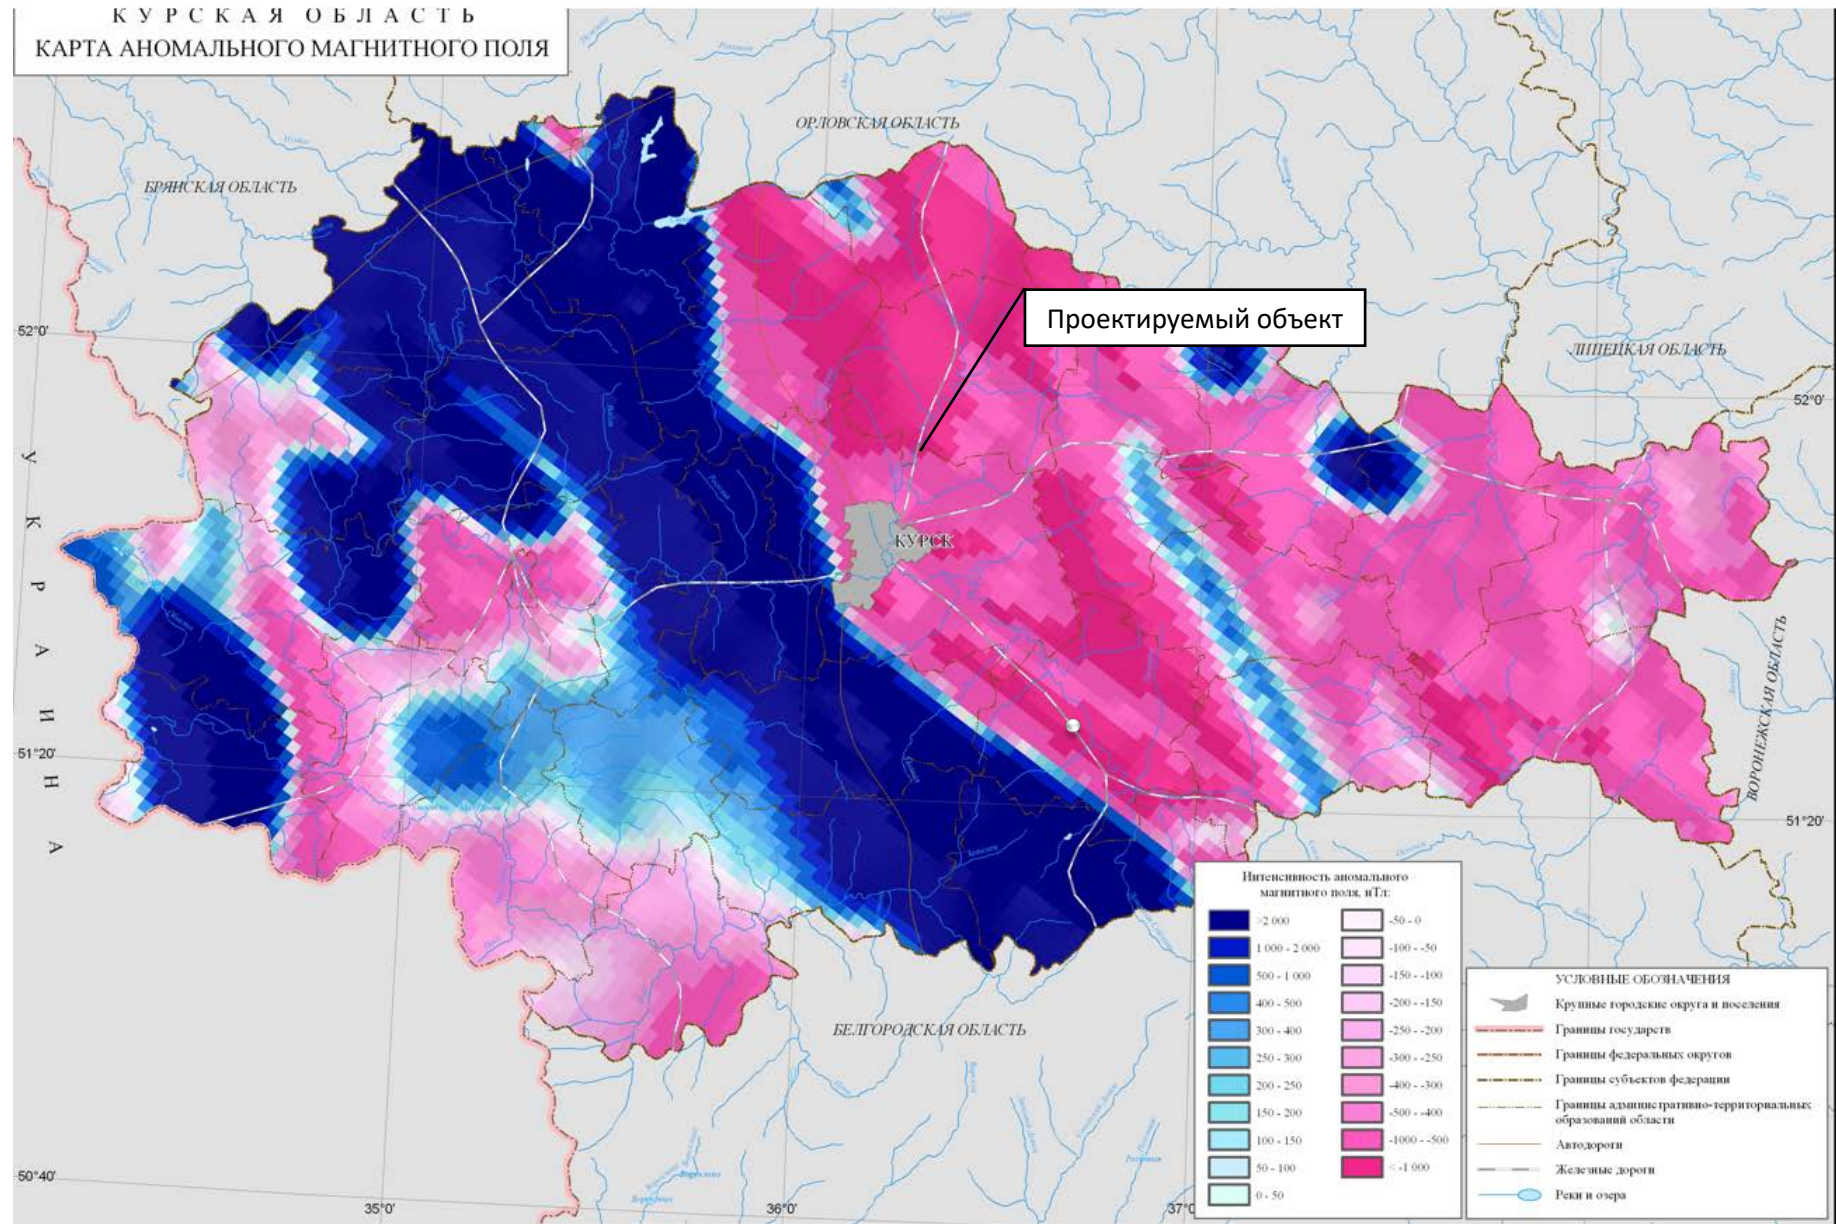 КУРСКАЯ ОБЛАСТЬ
КАРТА АНОМАЛЬНОГО МАГНИТНОГО ПОЛЯ
ОРЛОВСКАЯ ОБЛАСТЬ
БРЯНСКАЯ ОБЛАСТЬ
Проектируемый объект
52°0'
ЛИПЕЦКАЯ ОБЛАСТЬ
52°0'
УКРАИНА
КУРСК
ВОРОНЕЖСКАЯ ОБЛАСТЬ
51°20'
51°20'
БЕЛГОРОДСКАЯ ОБЛАСТЬ
50°40'
35°0'
36°0'
37°0
Интенсивность аномального
магнитного поля, нТл:
>2 000
1 000 - 2 000
500 - 1 000
400 - 500
300 - 400
250 - 300
200 - 250
150 - 200
100 - 150
50 - 100
0 - 50
-50 - 0
-100 - -50
-150 - -100
-200 - -150
-250 - -200
-300 - -250
-400 - -300
-500 - -400
-1000 - -500
< -1 000
УСЛОВНЫЕ ОБОЗНАЧЕНИЯ
Крупные городские округа и поселения
Границы государств
Границы федеральных округов
Границы субъектов федерации
Границы административно-территориальных
образований области
Автодороги
Железные дороги
Реки и озера